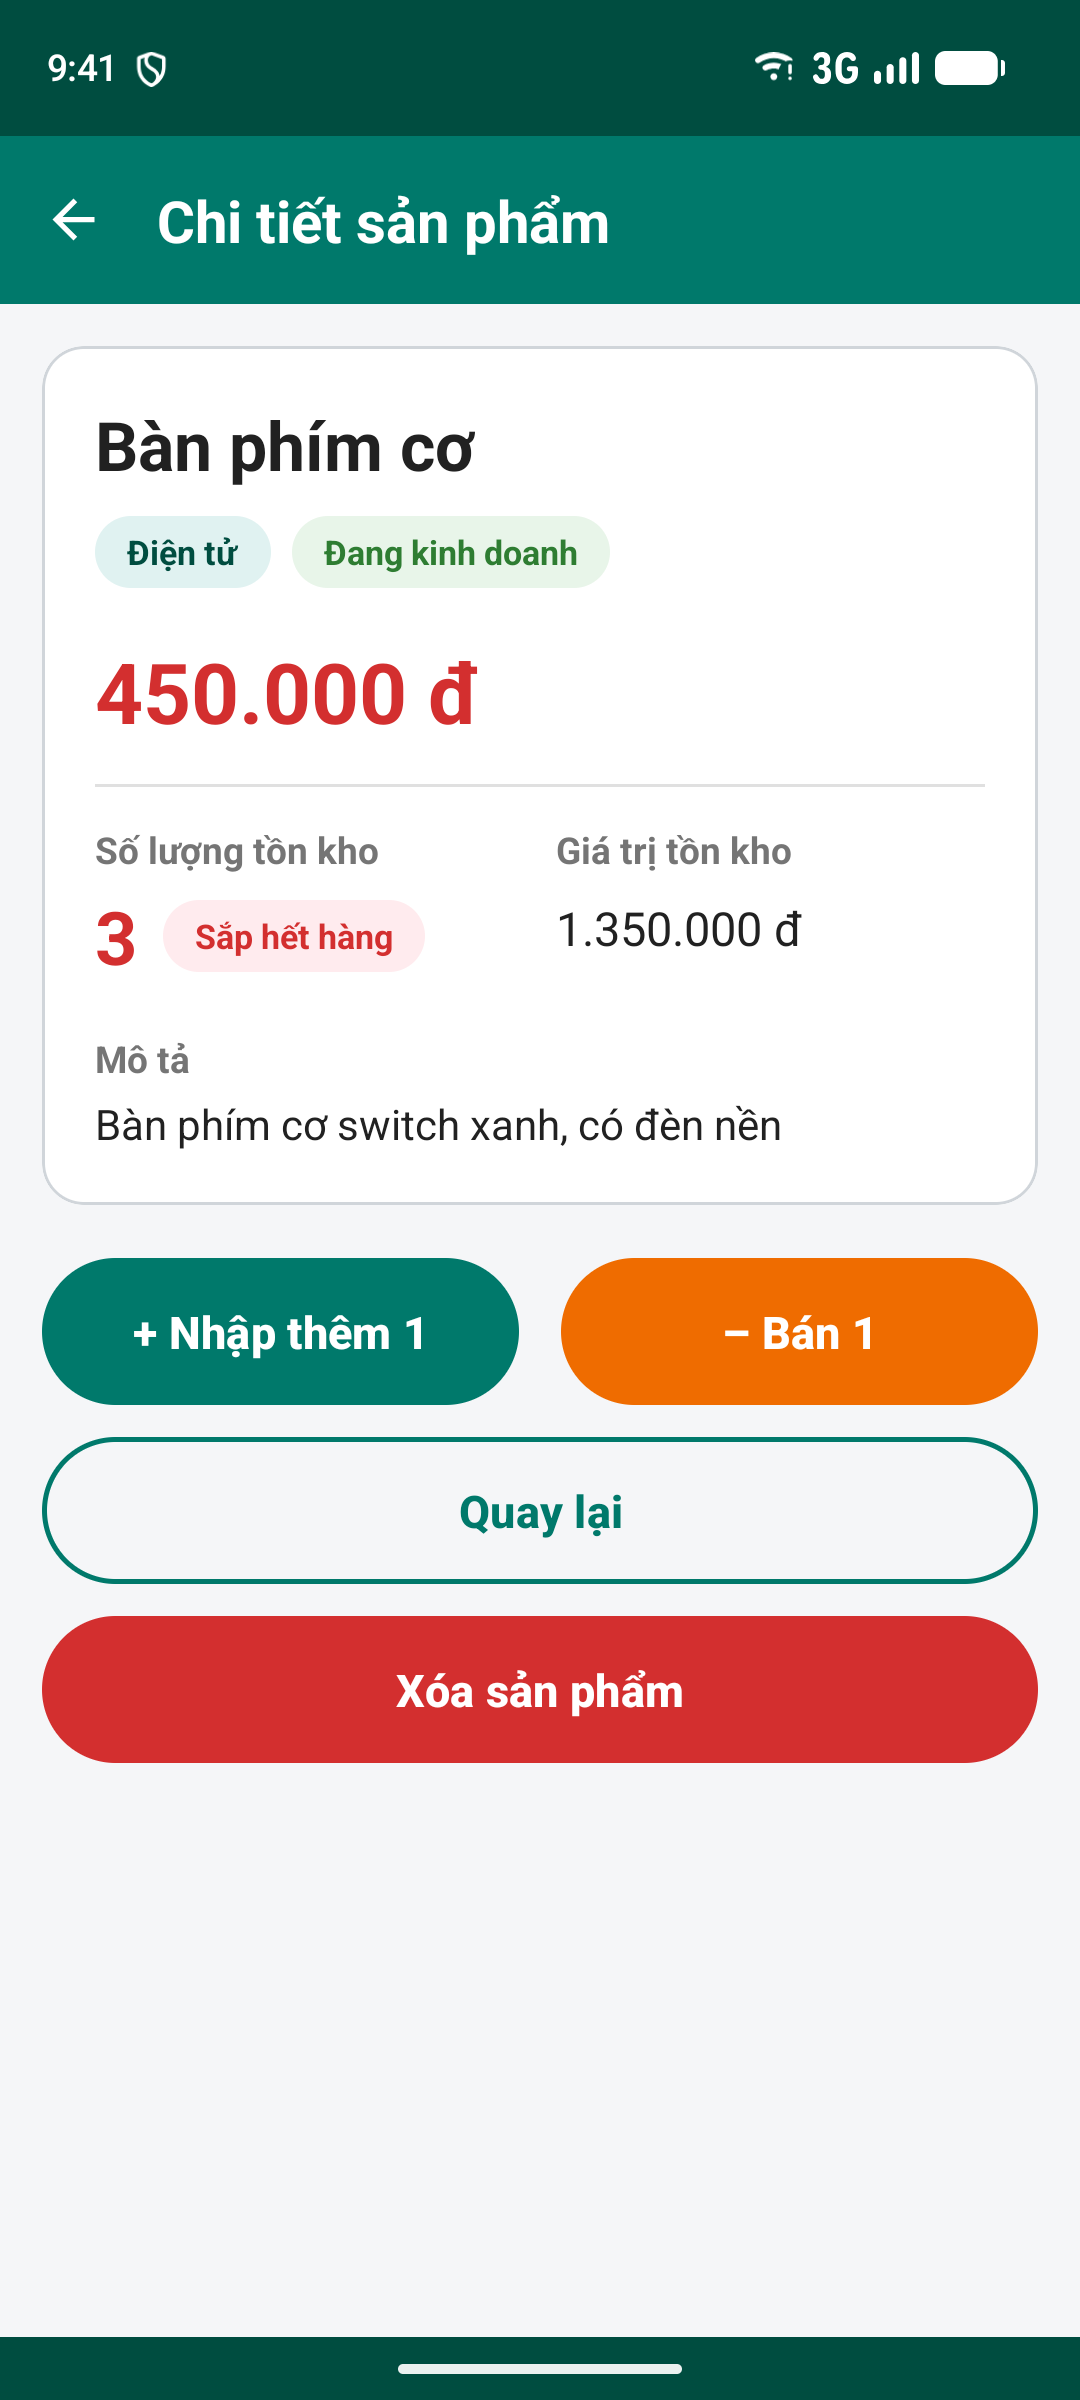 9:41
3G
Chi tiết sản phẩm
Bàn phím cơ
Điện tử
Đang kinh doanh
450.000 đ
Số lượng tồn kho
Giá trị tồn kho
3
Sắp hết hàng
1.350.000 đ
Mô tả
Bàn phím cơ switch xanh, có đèn nền
+ Nhập thêm 1
– Bán 1
Quay lại
Xóa sản phẩm